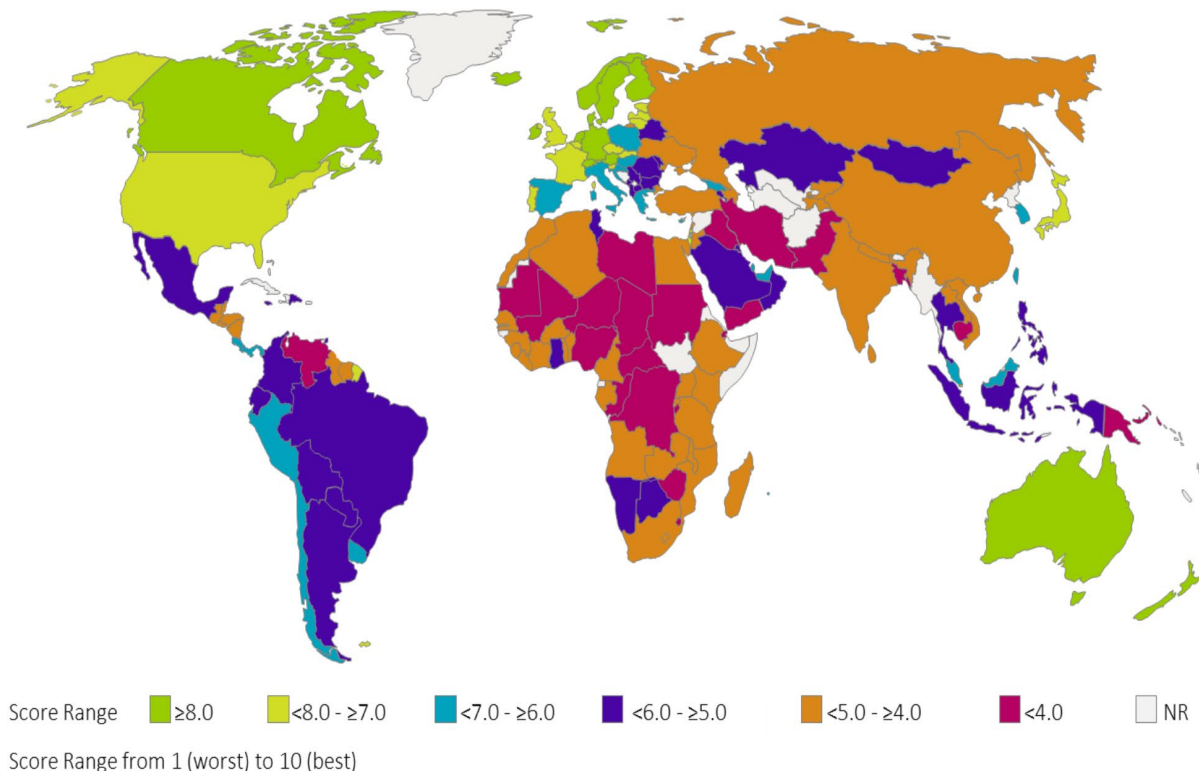 Score Range ≥8.0 <8.0 - ≥7.0 <7.0 - ≥6.0 <6.0 - ≥5.0 <5.0 - ≥4.0 <4.0 NR
Score Range from 1 (worst) to 10 (best)